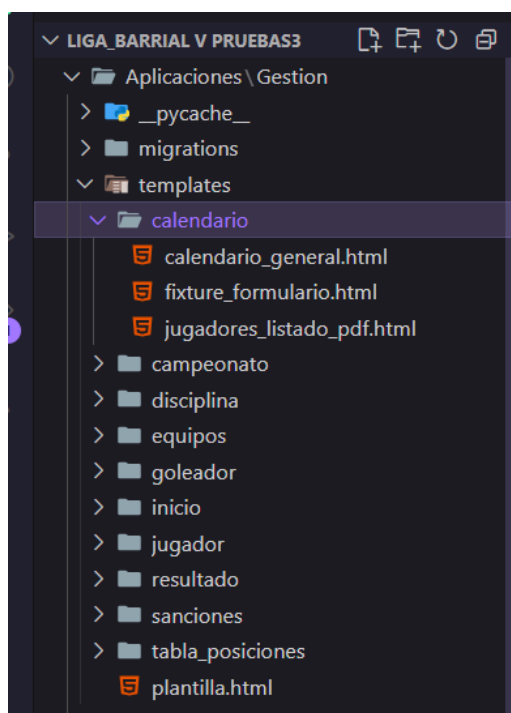 LIGA_BARRIAL V PRUEBAS3
Aplicaciones\Gestion
__pycache__
migrations
templates
calendario
calendario_general.html
fixture_formulario.html
jugadores_listado_pdf.html
campeonato
disciplina
equipos
goleador
inicio
jugador
resultado
sanciones
tabla_posiciones
plantilla.html